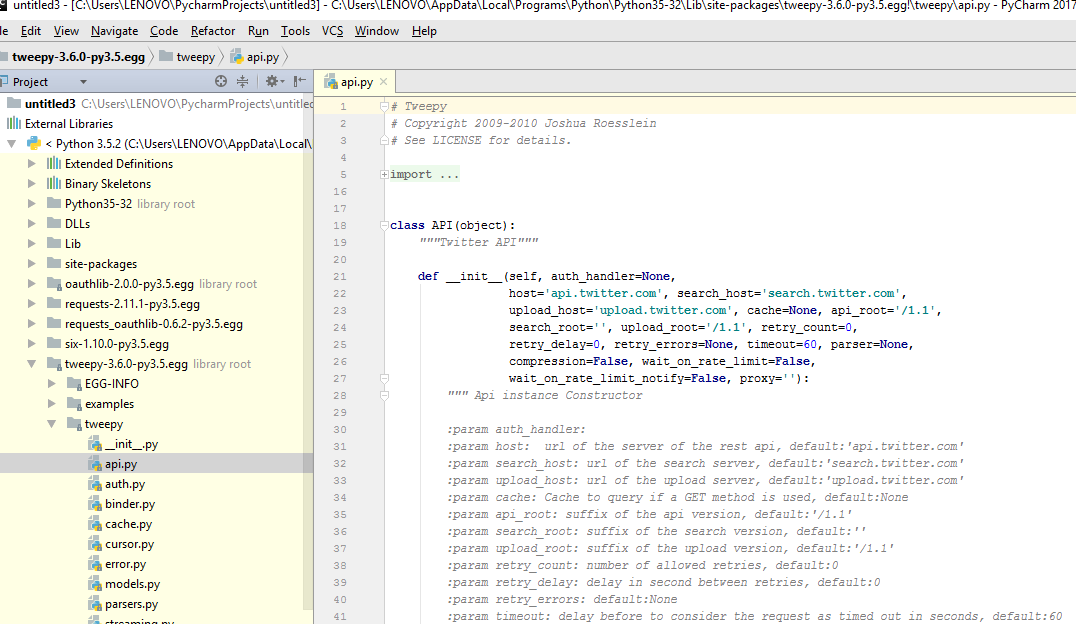 untitled3 - [C:\Users\LENOVO\PycharmProjects\untitled3] - C:\Users\LENOVO\AppData\Local\Programs\Python\Python35-32\Lib\site-packages\tweepy-3.6.0-py3.5.egg!\tweepy\api.py - PyCharm 2017
Edit View Navigate Code Refactor Run Tools VCS Window Help
tweepy-3.6.0-py3.5.egg tweepy api.py
Project
api.py
untitled3 C:\Users\LENOVO\PycharmProjects\untitled
External Libraries
< Python 3.5.2 (C:\Users\LENOVO\AppData\Local\
Extended Definitions
Binary Skeletons
Python35-32 library root
DLLs
Lib
site-packages
oauthlib-2.0.0-py3.5.egg library root
requests-2.11.1-py3.5.egg
requests_oauthlib-0.6.2-py3.5.egg
six-1.10.0-py3.5.egg
tweepy-3.6.0-py3.5.egg library root
EGG-INFO
examples
tweepy
__init__.py
api.py
auth.py
binder.py
cache.py
cursor.py
error.py
models.py
parsers.py
streaming.py
1 # Tweepy
2 # Copyright 2009-2010 Joshua Roesslein
3 # See LICENSE for details.
4
5 import ...
16
17
18 class API(object):
19 """Twitter API"""
20
21 def __init__(self, auth_handler=None,
22 host='api.twitter.com', search_host='search.twitter.com',
23 upload_host='upload.twitter.com', cache=None, api_root='/1.1',
24 search_root='', upload_root='/1.1', retry_count=0,
25 retry_delay=0, retry_errors=None, timeout=60, parser=None,
26 compression=False, wait_on_rate_limit=False,
27 wait_on_rate_limit_notify=False, proxy=''):
28 """ Api instance Constructor
29
30 :param auth_handler:
31 :param host:  url of the server of the rest api, default:'api.twitter.com'
32 :param search_host: url of the search server, default:'search.twitter.com'
33 :param upload_host: url of the upload server, default:'upload.twitter.com'
34 :param cache: Cache to query if a GET method is used, default:None
35 :param api_root: suffix of the api version, default:'/1.1'
36 :param search_root: suffix of the search version, default:''
37 :param upload_root: suffix of the upload version, default:'/1.1'
38 :param retry_count: number of allowed retries, default:0
39 :param retry_delay: delay in second between retries, default:0
40 :param retry_errors: default:None
41 :param timeout: delay before to consider the request as timed out in seconds, default:60